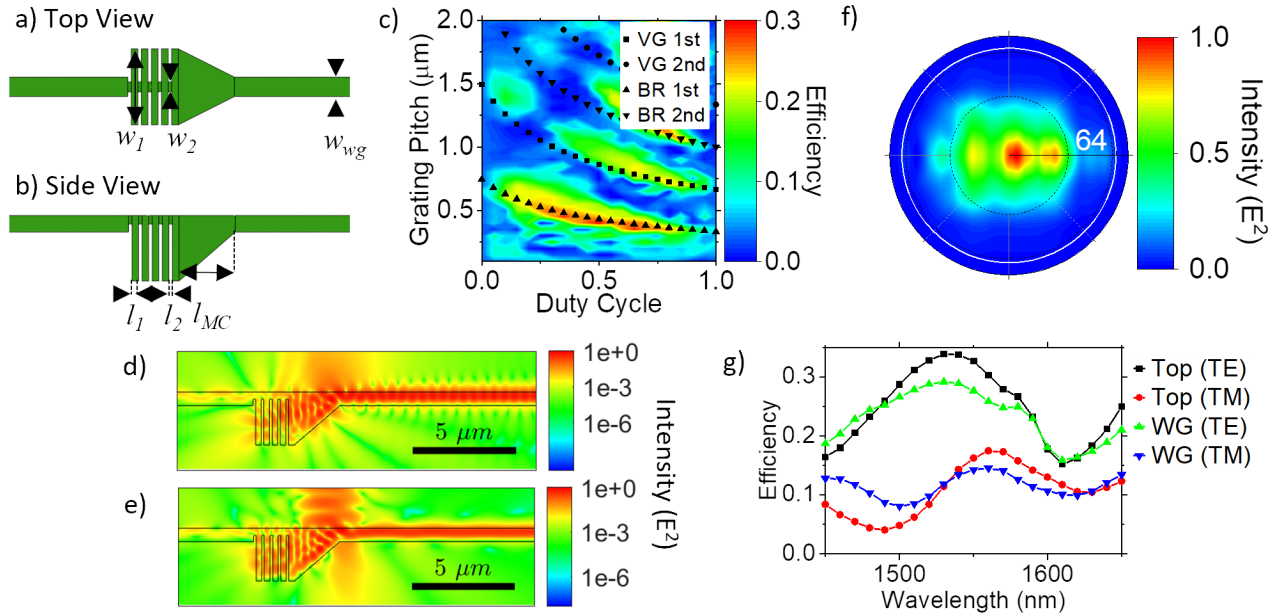 a) Top View
w1
w2
wwg
b) Side View
l1
l2
lMC
c)
2.0
1.5
1.0
0.5
0.0
0.5
1.0
Grating Pitch (μm)
Duty Cycle
VG 1st
VG 2nd
BR 1st
BR 2nd
0.3
0.2
0.1
0.0
Efficiency
f)
64
1.0
0.5
0.0
Intensity (E²)
d)
5 μm
1e+0
1e-3
1e-6
Intensity (E²)
e)
5 μm
1e+0
1e-3
1e-6
g)
0.3
0.2
0.1
0.0
Efficiency
1500
1600
Wavelength (nm)
Top (TE)
Top (TM)
WG (TE)
WG (TM)